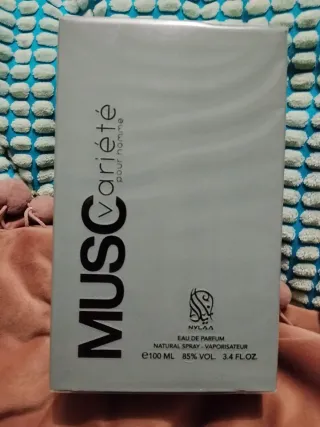 MUSC
variété
pour homme
NYLAA
EAU DE PARFUM
NATURAL SPRAY - VAPORISATEUR
℮100 ML 85% VOL. 3.4 FL.OZ.